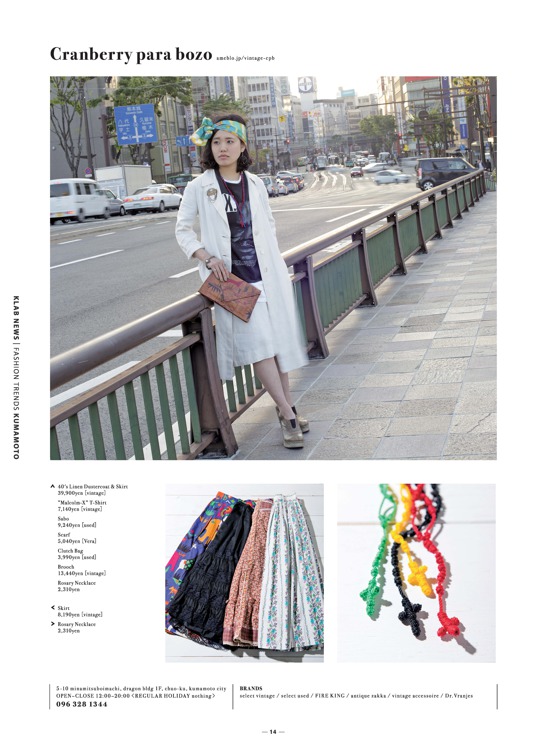 Cranberry para bozo ameblo.jp/vintage-cpb
KLAB NEWS | FASHION TRENDS KUMAMOTO
^ 40's Linen Dustercoat & Skirt
39,900yen [vintage]
"Malcolm-X" T-Shirt
7,140yen [vintage]
Sabo
9,240yen [used]
Scarf
5,040yen [Vera]
Clutch Bag
3,990yen [used]
Brooch
13,440yen [vintage]
Rosary Necklace
2,310yen
< Skirt
8,190yen [vintage]
> Rosary Necklace
2,310yen
5-10 minamitsuboimachi, dragon bldg 1F, chuo-ku, kumamoto city
OPEN-CLOSE 12:00-20:00 <REGULAR HOLIDAY nothing>
096 328 1344
BRANDS
select vintage / select used / FIRE KING / antique zakka / vintage accessoire / Dr.Vranjes
— 14 —